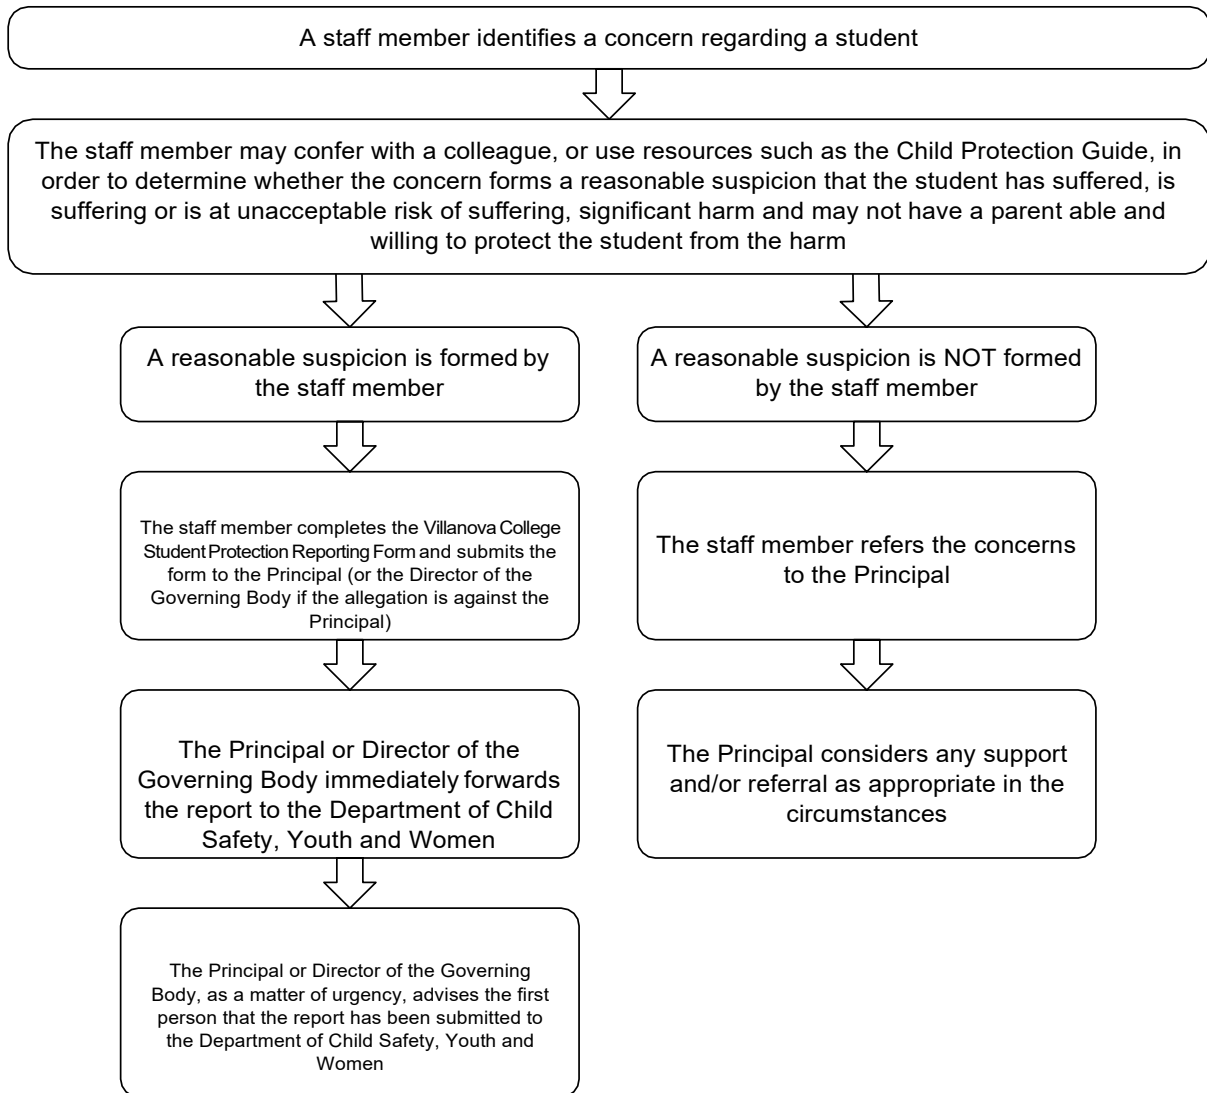 A staff member identifies a concern regarding a student
The staff member may confer with a colleague, or use resources such as the Child Protection Guide, in
order to determine whether the concern forms a reasonable suspicion that the student has suffered, is
suffering or is at unacceptable risk of suffering, significant harm and may not have a parent able and
willing to protect the student from the harm
A reasonable suspicion is formed by
the staff member
A reasonable suspicion is NOT formed
by the staff member
The staff member completes the Villanova College
Student Protection Reporting Form and submits the
form to the Principal (or the Director of the
Governing Body if the allegation is against the
Principal)
The staff member refers the concerns
to the Principal
The Principal or Director of the
Governing Body immediately forwards
the report to the Department of Child
Safety, Youth and Women
The Principal considers any support
and/or referral as appropriate in the
circumstances
The Principal or Director of the Governing
Body, as a matter of urgency, advises the first
person that the report has been submitted to
the Department of Child Safety, Youth and
Women